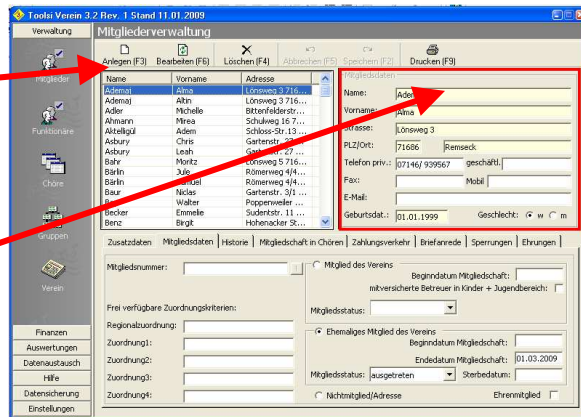 Toolsi Verein 3.2 Rev. 1 Stand 11.01.2009
Verwaltung
Mitglieder
Funktionäre
Chöre
Gruppen
Verein
Finanzen
Auswertungen
Datenaustausch
Hilfe
Datensicherung
Einstellungen
Mitgliederverwaltung
Anlegen (F3) Bearbeiten (F6) Löschen (F4) Abbrechen (F5) Speichern (F2) Drucken (F9)
Name Vorname Adresse
Ademaj Alma Lönsweg 3 716...
Ademaj Altin Lönsweg 3 716...
Adler Michelle Bittenfelderstr...
Ahmann Mirea Schulweg 16 7...
Aktelligül Adem Schloss-Str.13 ...
Asbury Chris Gartenstr. 27 ...
Asbury Leah Gartenstr. 27 ...
Bahr Moritz Lönsweg 5 716...
Bärlin Jule Römerweg 4/4...
Bärlin Römerweg 4/4...
Baur Niclas Gartenstr. 3/1 ...
Walter Poppenweiler ...
Becker Emmelie Sudentstr. 11 ...
Benz Birgit Hohenacker St...
Mitgliedsdaten
Name:
Vorname: Alma
Strasse: Lönsweg 3
PLZ/Ort: 71686 Remseck
Telefon priv.: 07146/ 939567 geschäftl.
Fax: Mobil
E-Mail:
Geburtsdat.: 01.01.1999 Geschlecht: w m
Zusatzdaten Mitgliedsdaten Historie Mitgliedschaft in Chören Zahlungsverkehr Briefanrede Sperrungen Ehrungen
Mitgliedsnummer:
Frei verfügbare Zuordnungskriterien:
Regionalzuordnung:
Zuordnung1:
Zuordnung2:
Zuordnung3:
Zuordnung4:
Mitglied des Vereins
Beginndatum Mitgliedschaft:
mitversicherte Betreuer in Kinder + Jugendbereich:
Mitgliedsstatus:
Ehemaliges Mitglied des Vereins
Beginndatum Mitgliedschaft:
Endedatum Mitgliedschaft: 01.03.2009
Mitgliedsstatus: ausgetreten Sterbedatum:
Nichtmitglied/Adresse Ehrenmitglied